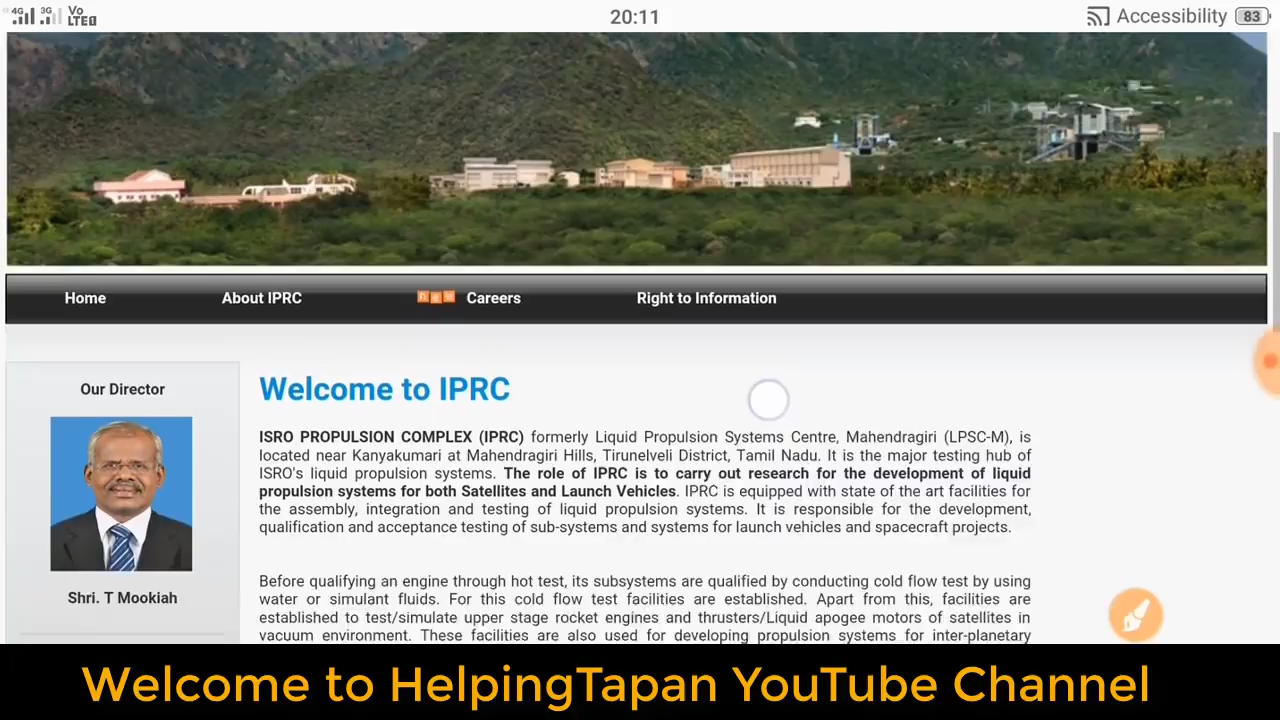 4G 3G Vo LTE 20:11 Accessibility 83
Home About IPRC Careers Right to Information
Our Director
Shri. T Mookiah
Welcome to IPRC
ISRO PROPULSION COMPLEX (IPRC) formerly Liquid Propulsion Systems Centre, Mahendragiri (LPSC-M), is
located near Kanyakumari at Mahendragiri Hills, Tirunelveli District, Tamil Nadu. It is the major testing hub of
ISRO's liquid propulsion systems. The role of IPRC is to carry out research for the development of liquid
propulsion systems for both Satellites and Launch Vehicles. IPRC is equipped with state of the art facilities for
the assembly, integration and testing of liquid propulsion systems. It is responsible for the development,
qualification and acceptance testing of sub-systems and systems for launch vehicles and spacecraft projects.
Before qualifying an engine through hot test, its subsystems are qualified by conducting cold flow test by using
water or simulant fluids. For this cold flow test facilities are established. Apart from this, facilities are
established to test/simulate upper stage rocket engines and thrusters/Liquid apogee motors of satellites in
vacuum environment. These facilities are also used for developing propulsion systems for inter-planetary
Welcome to HelpingTapan YouTube Channel